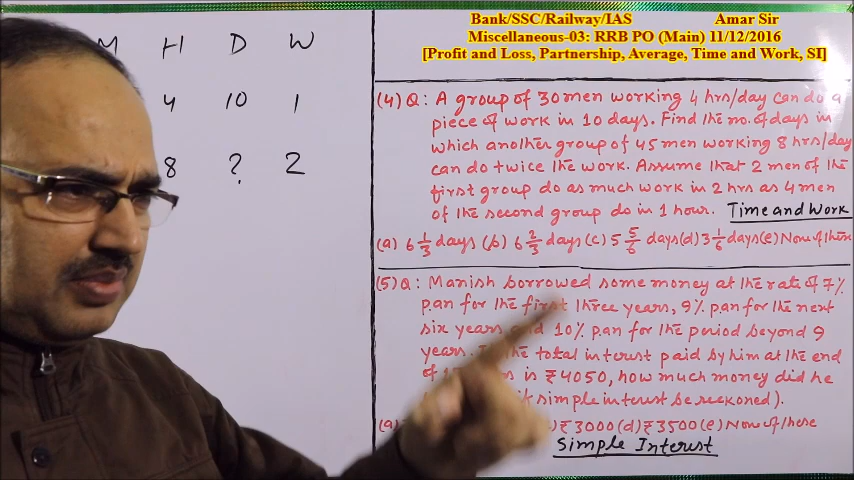 Bank/SSC/Railway/IAS Amar Sir
Miscellaneous-03: RRB PO (Main) 11/12/2016
[Profit and Loss, Partnership, Average, Time and Work, SI]
M H D W
4 10 1
8 ? 2
(4) Q: A group of 30 men working 4 hrs/day can do a
piece of work in 10 days. Find the no. of days in
which another group of 45 men working 8 hrs/day
can do twice the work. Assume that 2 men of the
first group do as much work in 2 hrs as 4 men
of the second group do in 1 hour. Time and Work
(a) 6 1/3 days (b) 6 2/3 days (c) 5 5/6 days (d) 3 1/6 days (e) None of these
(5) Q: Manish borrowed some money at the rate of 7%
p.an for the first three years, 9% p.an for the next
six years and 10% p.an for the period beyond 9
years. the total interest paid by him at the end
of is ₹4050, how much money did he
simple interest be reckoned).
(a) ₹3000 (d) ₹3500 (e) None of these
Simple Interest